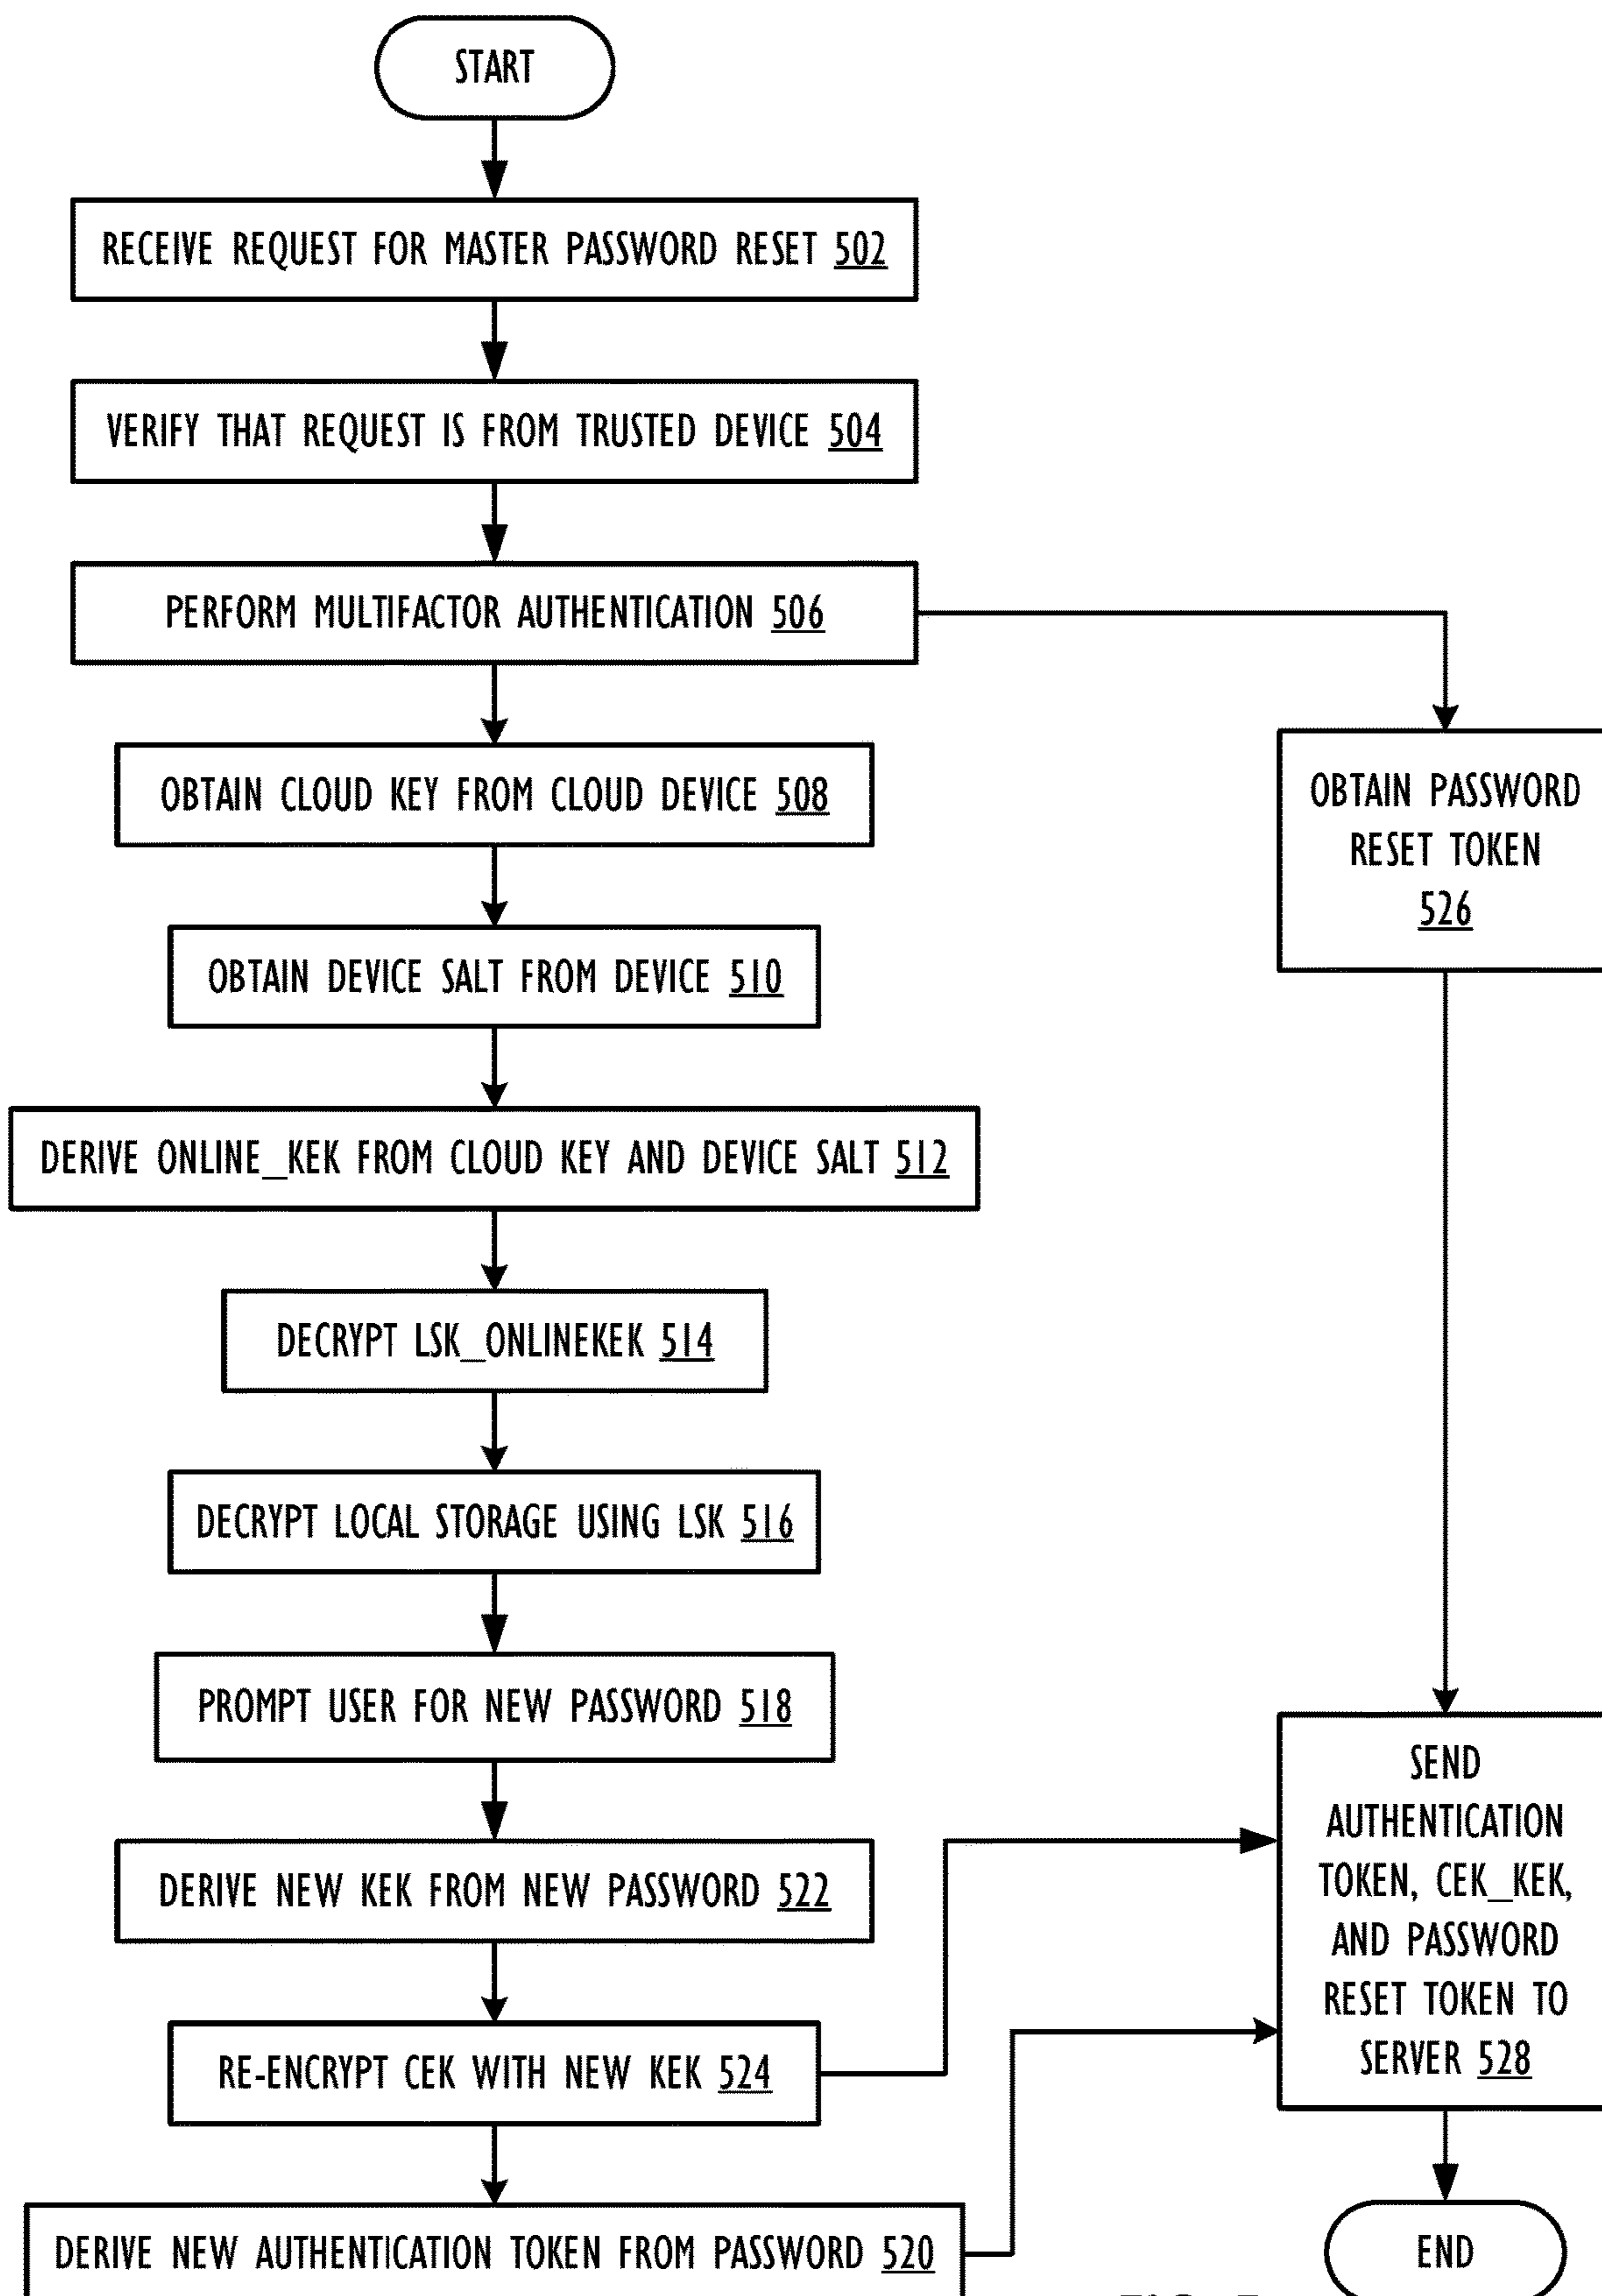 START
RECEIVE REQUEST FOR MASTER PASSWORD RESET 502
VERIFY THAT REQUEST IS FROM TRUSTED DEVICE 504
PERFORM MULTIFACTOR AUTHENTICATION 506
OBTAIN CLOUD KEY FROM CLOUD DEVICE 508
OBTAIN DEVICE SALT FROM DEVICE 510
DERIVE ONLINE_KEK FROM CLOUD KEY AND DEVICE SALT 512
DECRYPT LSK_ONLINEKEK 514
DECRYPT LOCAL STORAGE USING LSK 516
PROMPT USER FOR NEW PASSWORD 518
DERIVE NEW KEK FROM NEW PASSWORD 522
RE-ENCRYPT CEK WITH NEW KEK 524
DERIVE NEW AUTHENTICATION TOKEN FROM PASSWORD 520
OBTAIN PASSWORD
RESET TOKEN
526
SEND
AUTHENTICATION
TOKEN, CEK_KEK,
AND PASSWORD
RESET TOKEN TO
SERVER 528
END